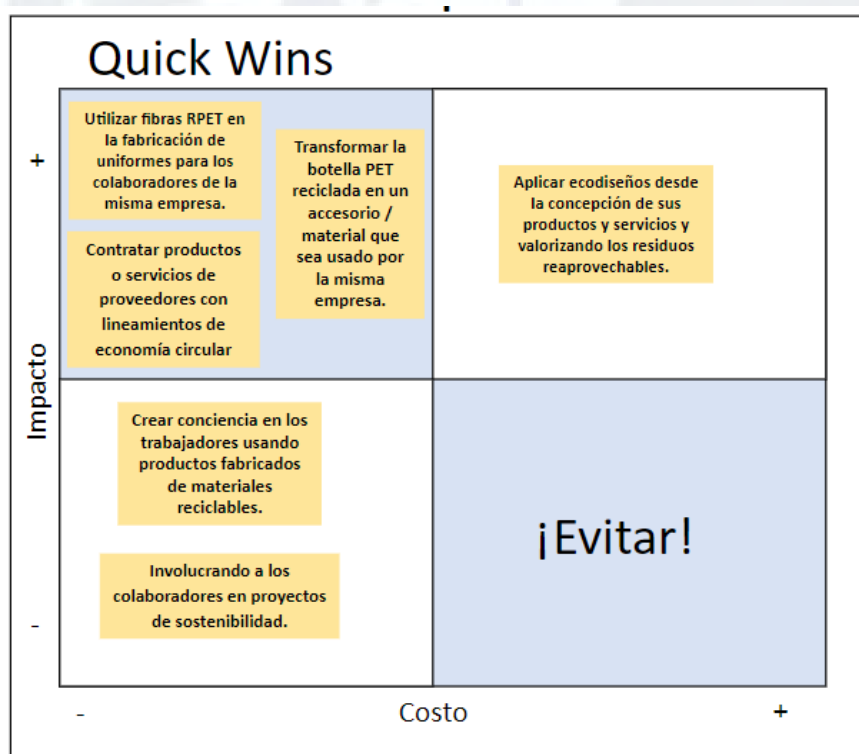 Quick Wins
Utilizar fibras RPET en
la fabricación de
uniformes para los
colaboradores de la
misma empresa.
Transformar la
botella PET
reciclada en un
accesorio /
material que
sea usado por
la misma
empresa.
Contratar productos
o servicios de
proveedores con
lineamientos de
economía circular
Aplicar ecodiseños desde
la concepción de sus
productos y servicios y
valorizando los residuos
reaprovechables.
+
Impacto
-
Crear conciencia en los
trabajadores usando
productos fabricados
de materiales
reciclables.
Involucrando a los
colaboradores en proyectos
de sostenibilidad.
¡Evitar!
-
Costo
+